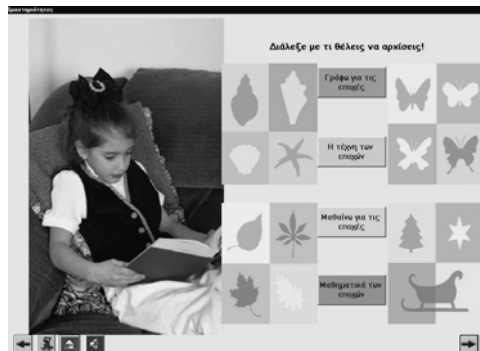 Δραστηριότητες
Διάλεξε με τι θέλεις να αρχίσεις!
Γράφω για τις
εποχές
Η τέχνη των
εποχών
Μαθαίνω για τις
εποχές
Μαθηματικά των
εποχών